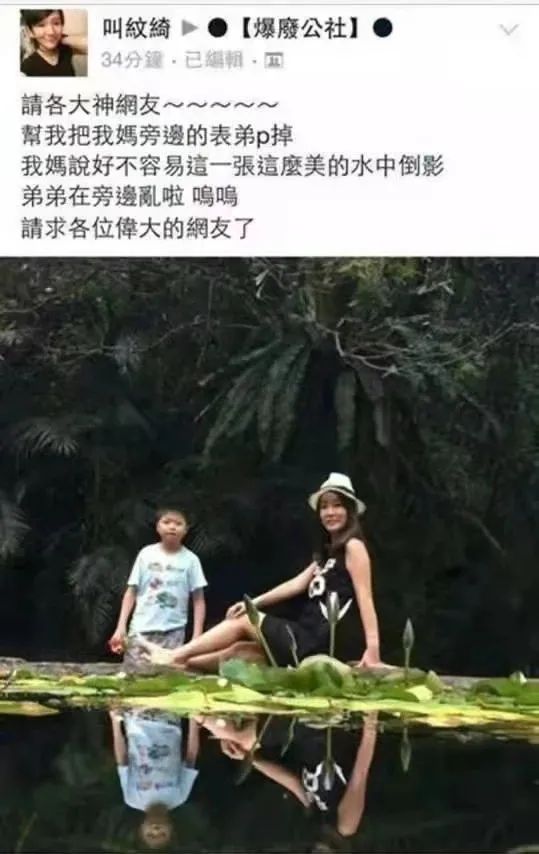 叫紋綺 ▶ ●【爆廢公社】●
34分鐘 · 已編輯 ·
請各大神網友～～～～～
幫我把我媽旁邊的表弟p掉
我媽說好不容易這一張這麼美的水中倒影
弟弟在旁邊亂啦 嗚嗚
請求各位偉大的網友了